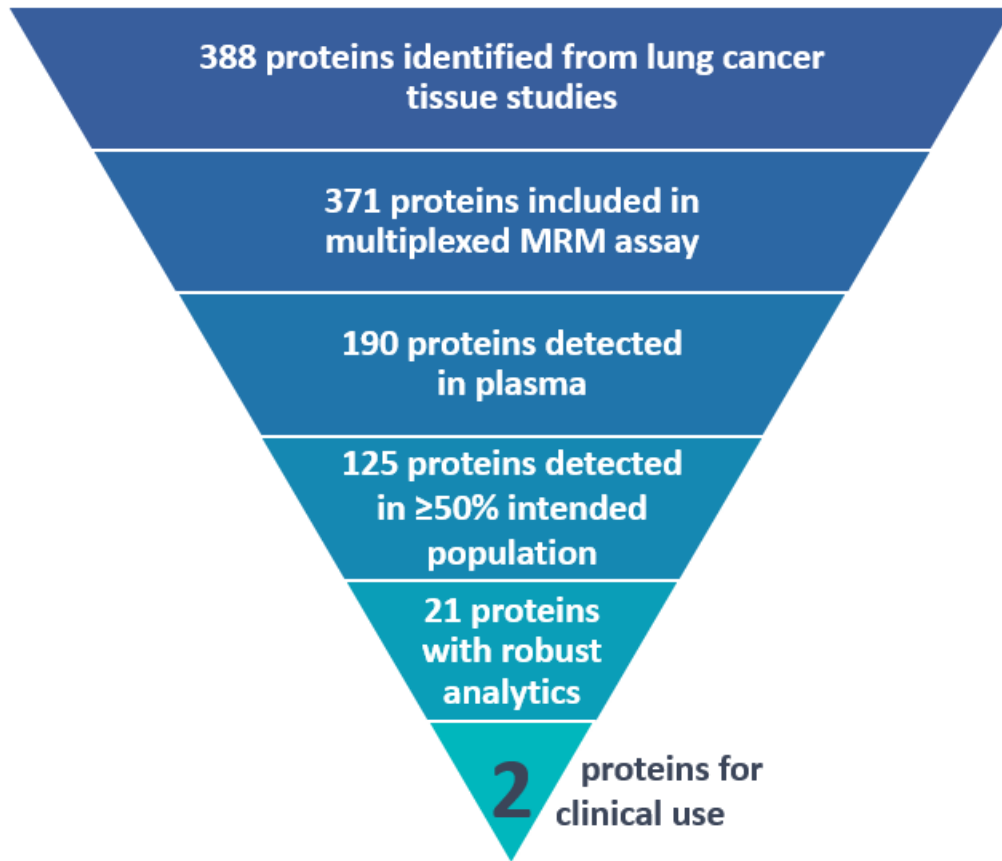 388 proteins identified from lung cancer
tissue studies
371 proteins included in
multiplexed MRM assay
190 proteins detected
in plasma
125 proteins detected
in ≥50% intended
population
21 proteins
with robust
analytics
2 proteins for
clinical use